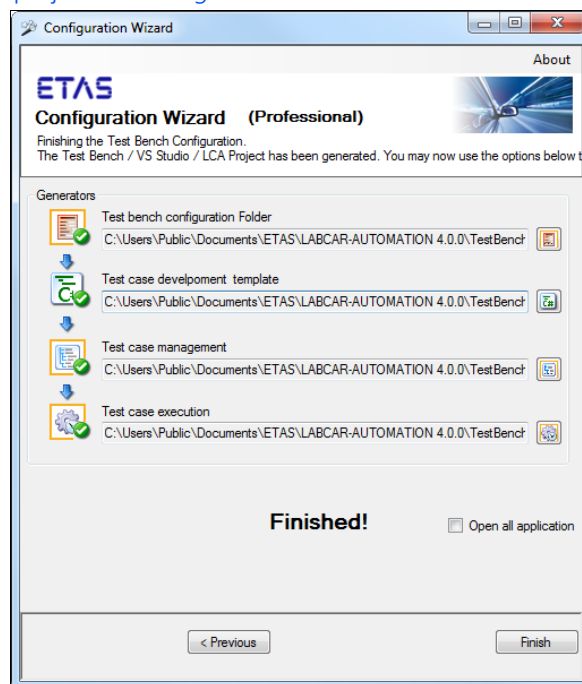 Configuration Wizard
About
ETAS
Configuration Wizard (Professional)
Finishing the Test Bench Configuration.
The Test Bench / VS Studio / LCA Project has been generated. You may now use the options below t
Generators
Test bench configuration Folder
C:\Users\Public\Documents\ETAS\LABCAR-AUTOMATION 4.0.0\TestBench
Test case develpoment template
C:\Users\Public\Documents\ETAS\LABCAR-AUTOMATION 4.0.0\TestBench
Test case management
C:\Users\Public\Documents\ETAS\LABCAR-AUTOMATION 4.0.0\TestBench
Test case execution
C:\Users\Public\Documents\ETAS\LABCAR-AUTOMATION 4.0.0\TestBench
Finished!
Open all application
< Previous
Finish